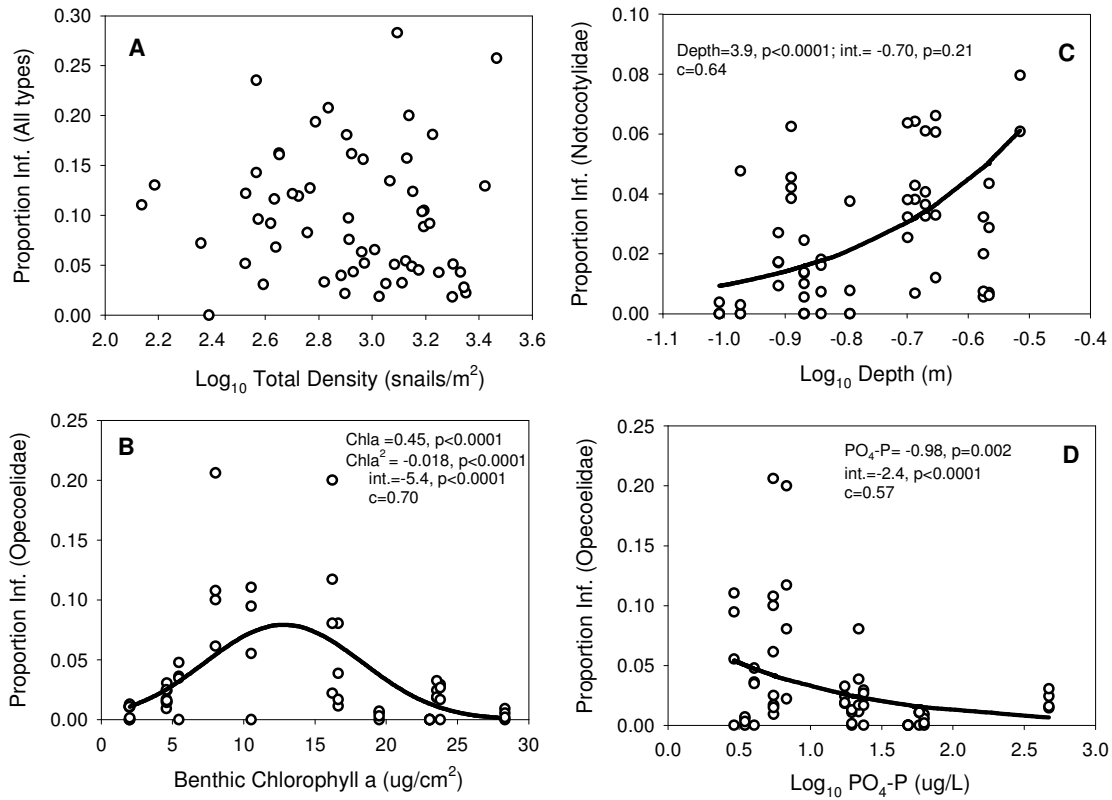 A
Proportion Inf. (All types)
0.30
0.25
0.20
0.15
0.10
0.05
0.00
2.0 2.2 2.4 2.6 2.8 3.0 3.2 3.4 3.6
Log10 Total Density (snails/m2)
C
Depth=3.9, p<0.0001; int.= -0.70, p=0.21
c=0.64
Proportion Inf. (Notocotylidae)
0.10
0.08
0.06
0.04
0.02
0.00
-1.1 -1.0 -0.9 -0.8 -0.7 -0.6 -0.5 -0.4
Log10 Depth (m)
B
Chla =0.45, p<0.0001
Chla2 = -0.018, p<0.0001
int.=-5.4, p<0.0001
c=0.70
Proportion Inf. (Opecoelidae)
0.25
0.20
0.15
0.10
0.05
0.00
0 5 10 15 20 25 30
Benthic Chlorophyll a (ug/cm2)
D
PO4-P= -0.98, p=0.002
int.=-2.4, p<0.0001
c=0.57
Proportion Inf. (Opecoelidae)
0.25
0.20
0.15
0.10
0.05
0.00
0.0 0.5 1.0 1.5 2.0 2.5 3.0
Log10 PO4-P (ug/L)